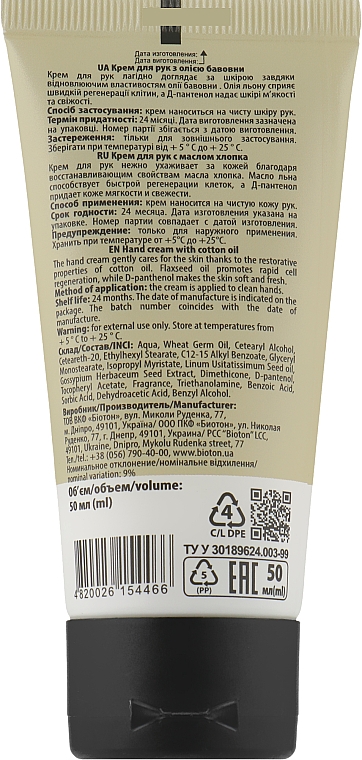 Дата изготовления
Дата виготовлення
UA Крем для рук з олією бавовни
Крем для рук лагідно доглядає за шкірою завдяки
відновлюючим властивостям олії бавовни . Олія льону сприяє
швидкій регенерації клітин, а Д-пантенол надає шкірі м'якості
та свіжості.
Спосіб застосування: крем наноситься на чисту шкіру рук.
Термін придатності: 24 місяці. Дата виготовлення зазначена
на упаковці. Номер партії збігається з датою виготовлення.
Застереження: тільки для зовнішнього застосування.
Зберігати при температурі від + 5 ° C до + 25° C.
RU Крем для рук с маслом хлопка
Крем для рук нежно ухаживает за кожей благодаря
восстанавливающим свойствам масла хлопка. Масло льна
способствует быстрой регенерации клеток, а Д-пантенол
придает коже мягкости и свежести.
Способ применения: крем наносится на чистую кожу рук.
Срок годности: 24 месяца. Дата изготовления указана на
упаковке. Номер партии совпадает с датой изготовления.
Предупреждение: только для наружного применения.
Хранить при температуре от +5°C до +25°C.
EN Hand cream with cotton oil
The hand cream gently cares for the skin thanks to the restorative
properties of cotton oil. Flaxseed oil promotes rapid cell
regeneration, while D-panthenol makes the skin soft and fresh.
Method of application: the cream is applied to clean hands.
Shelf life: 24 months. The date of manufacture is indicated on the
package. The batch number coincides with the date of
manufacture.
Warning: for external use only. Store at temperatures from
+ 5°C to + 25° C.
Склад/Состав/INCI: Aqua, Wheat Germ Oil, Cetearyl Alcohol,
Ceteareth-20, Ethylhexyl Stearate, C12-15 Alkyl Benzoate, Glyceryl
Monostearate, Isopropyl Myristate, Linum Usitatissimum Seed oil,
Gossypium Herbaceum Seed Extract, Dimethicone, D-pantenol,
Tocopheryl Acetate, Fragrance, Triethanolamine, Benzoic Acid,
Sorbic Acid, Dehydroacetic Acid, Benzyl Alcohol.
Виробник/Производитель/Manufacturer:
ТОВ ВКФ «Біотон», вул. Миколи Руденка, 77,
м. Дніпро, 49101, Україна/ООО ПКФ «Биотон», ул. Николая
Руденко, 77, г. Днипро, 49101, Украина/ РСС "Bioton" LCC,
49101, Ukraine, Dnipro, Mykolu Rudenka street, 77
Tel./тел.: +38 (056) 790-40-00, www.bioton.ua
Номинальное отклонение/номінальне відхилення/
nominal variation: 9%
Об'єм/объем/volume:
50 мл (ml)
4 820026 154466
4
C/L DPE
ТУ У 30189624.003-99
5
(PP)
EAC
50
мл(ml)